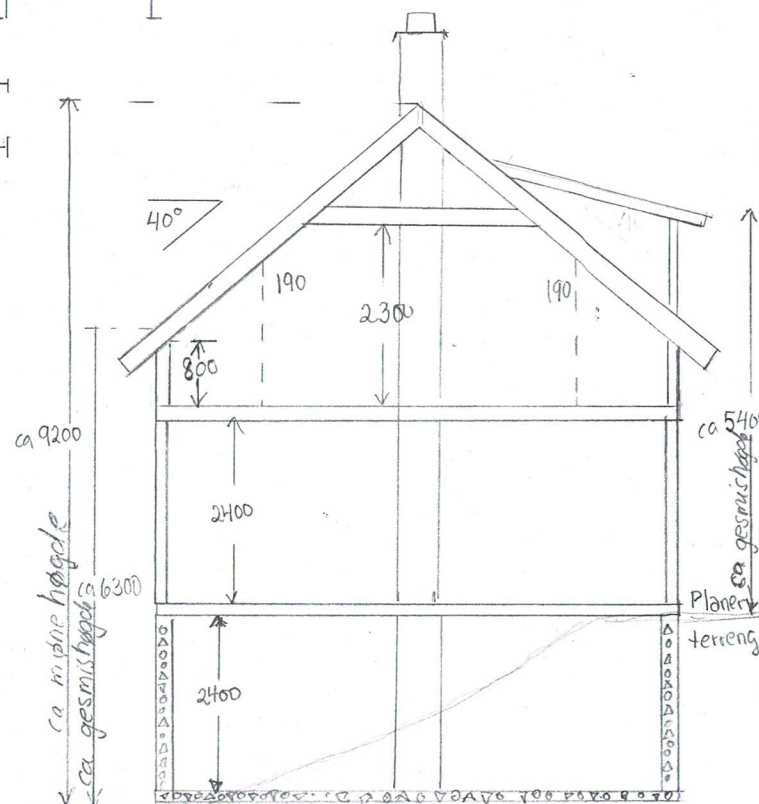 40°
190
190
2300
800
ca 9200
ca 5400
ca gesmishøgde
2400
ca mønehøgde
ca 6300
ca gesmishøgde
Planert
terreng
2400